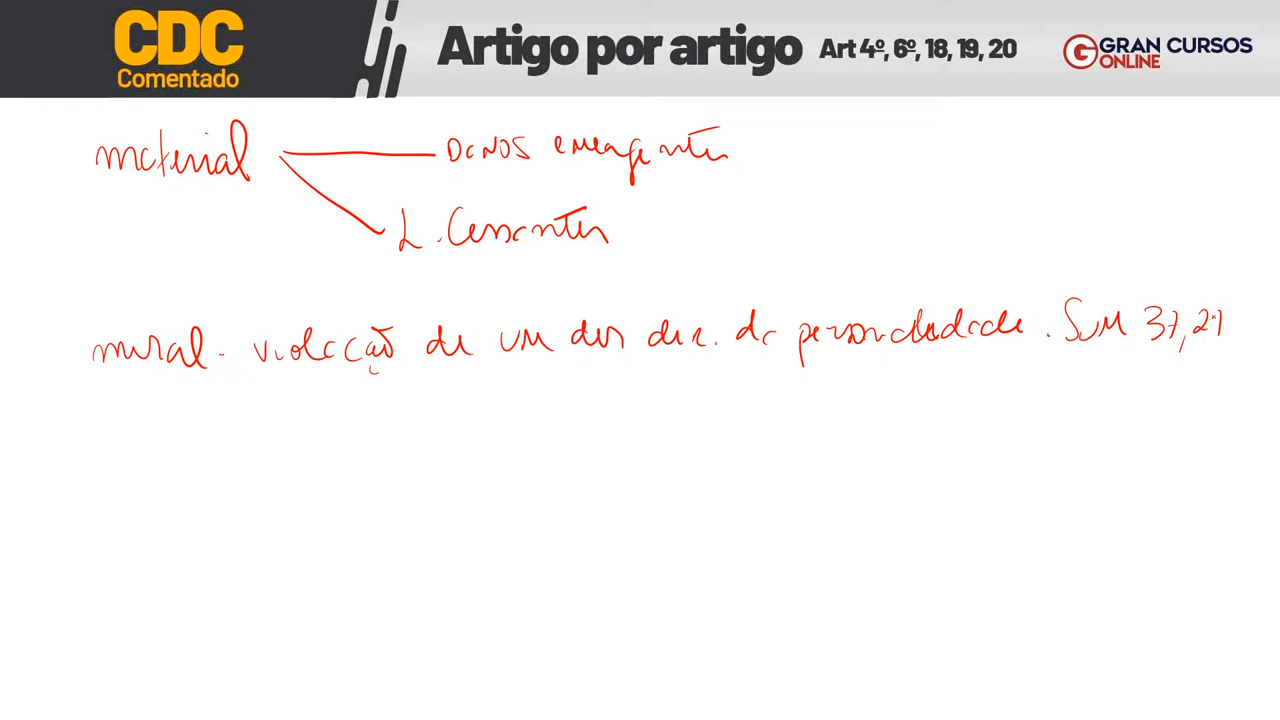 CDC
Comentado
Artigo por artigo Art 4º, 6º, 18, 19, 20
GRAN CURSOS
ONLINE
material — Danos emergentes
L. Cessantes
moral - violação de um dos dir. da personalidade. Sum 37, 227